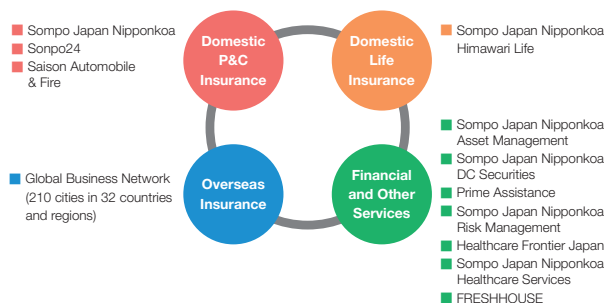 Sompo Japan Nipponkoa
Sonpo24
Saison Automobile
& Fire
Domestic
P&C
Insurance
Domestic
Life
Insurance
Sompo Japan Nipponkoa
Himawari Life
Global Business Network
(210 cities in 32 countries
and regions)
Overseas
Insurance
Financial
and Other
Services
Sompo Japan Nipponkoa
Asset Management
Sompo Japan Nipponkoa
DC Securities
Prime Assistance
Sompo Japan Nipponkoa
Risk Management
Healthcare Frontier Japan
Sompo Japan Nipponkoa
Healthcare Services
FRESHHOUSE